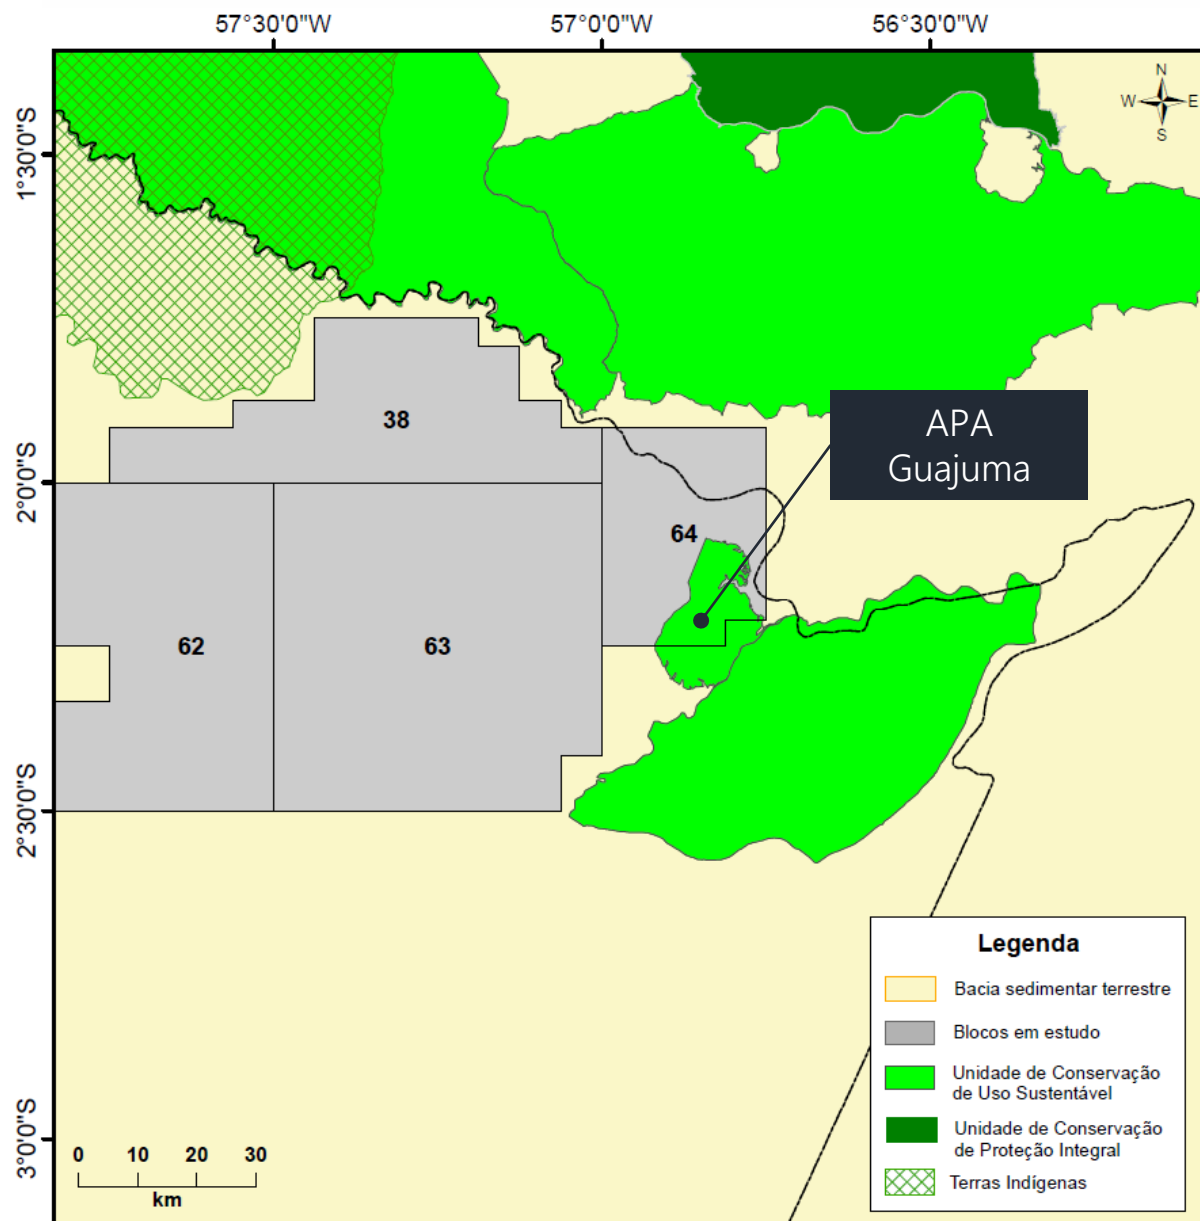 57°30'0"W 57°0'0"W 56°30'0"W
N
W E
S
1°30'0"S
2°0'0"S
2°30'0"S
3°0'0"S
38
APA
Guajuma
64
62
63
Legenda
Bacia sedimentar terrestre
Blocos em estudo
Unidade de Conservação
de Uso Sustentável
Unidade de Conservação
de Proteção Integral
Terras Indígenas
0 10 20 30
km